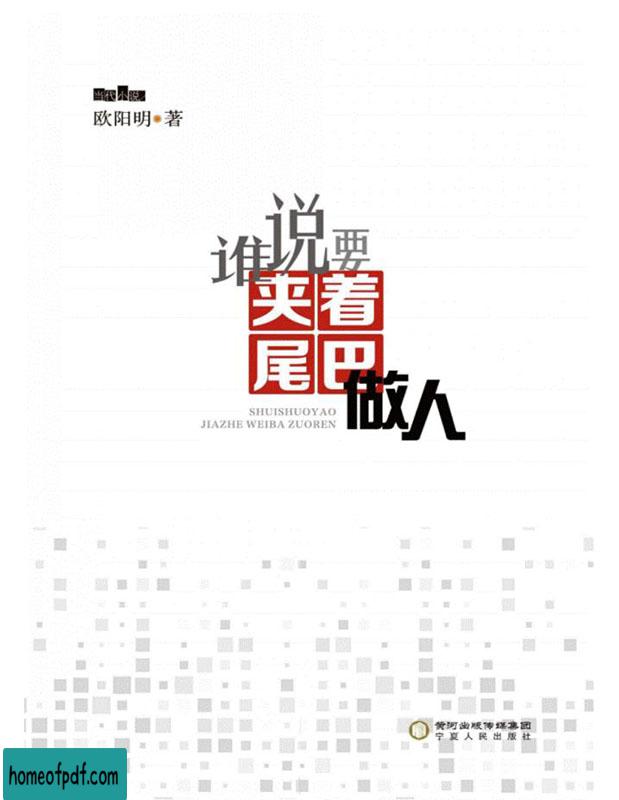 当代小说
欧阳明●著
谁说要
夹着
尾巴
做人
SHUISHUOYAO
JIAZHE WEIBA ZUOREN
黄河出版传媒集团
宁夏人民出版社
homeofpdf.com